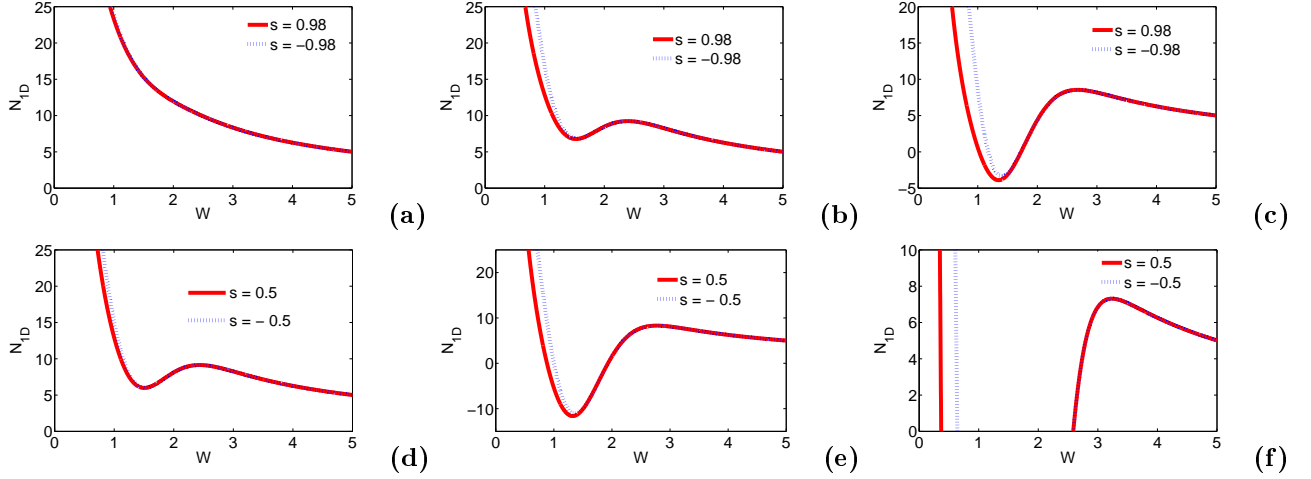 25
20
15
10
5
0
N1D
0 1 2 3 4 5
W
s = 0.98
s = −0.98
(a)
25
20
15
10
5
0
N1D
0 1 2 3 4 5
W
s = 0.98
s = −0.98
(b)
25
20
15
10
5
0
−5
N1D
0 1 2 3 4 5
W
s = 0.98
s = −0.98
(c)
25
20
15
10
5
0
N1D
0 1 2 3 4 5
W
s = 0.5
s = − 0.5
(d)
20
10
0
−10
N1D
0 1 2 3 4 5
W
s = 0.5
s = − 0.5
(e)
10
8
6
4
2
0
N1D
0 1 2 3 4 5
W
s = 0.5
s = −0.5
(f)